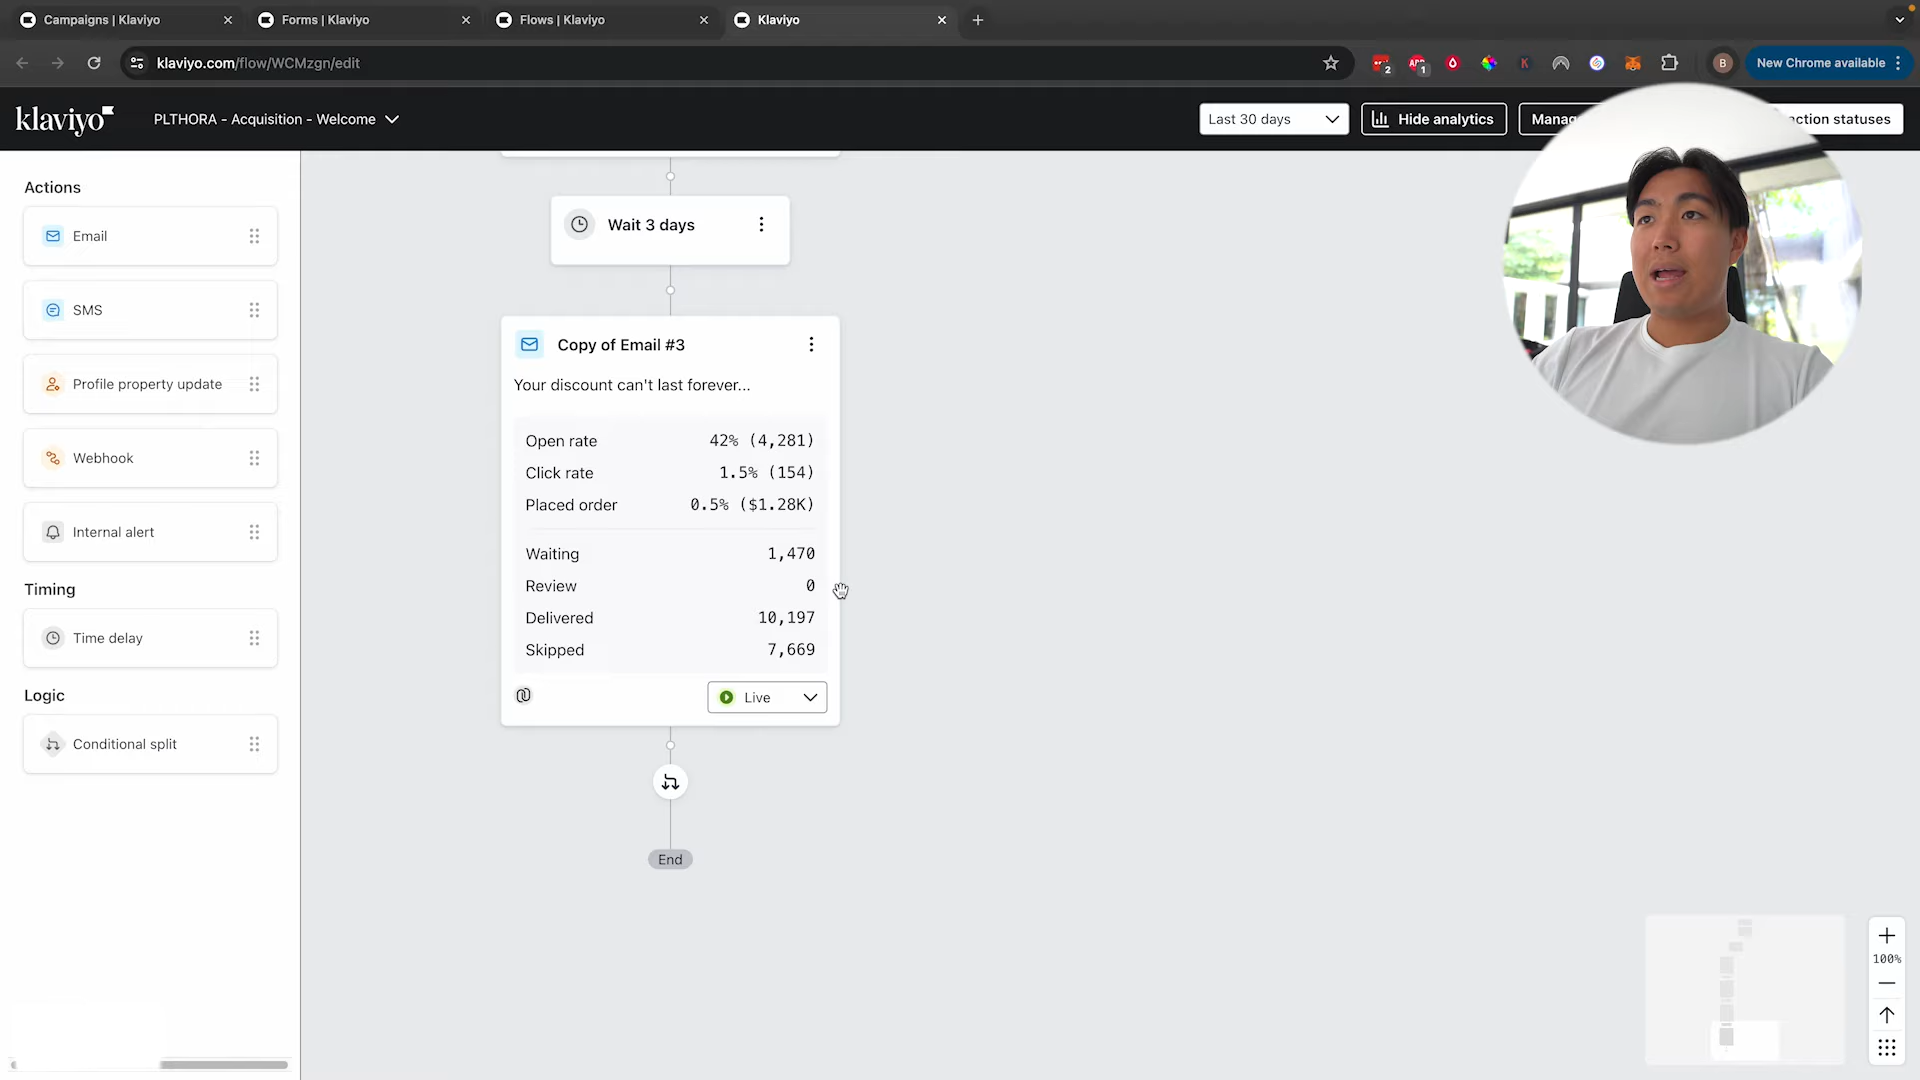 Campaigns | Klaviyo
Forms | Klaviyo
Flows | Klaviyo
Klaviyo
klaviyo.com/flow/WCMzgn/edit
2
1
K
B
New Chrome available
klaviyo
PLTHORA - Acquisition - Welcome
Last 30 days
Hide analytics
Manag
ction statuses
Actions
Email
SMS
Profile property update
Webhook
Internal alert
Timing
Time delay
Logic
Conditional split
Wait 3 days
Copy of Email #3
Your discount can't last forever...
Open rate 42% (4,281)
Click rate 1.5% (154)
Placed order 0.5% ($1.28K)
Waiting 1,470
Review 0
Delivered 10,197
Skipped 7,669
Live
End
100%